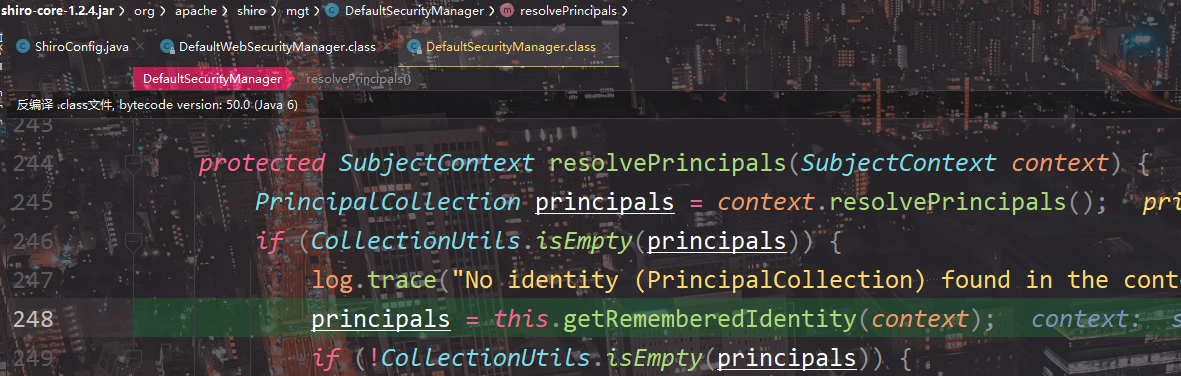 shiro-core-1.2.4.jar › org › apache › shiro › mgt › DefaultSecurityManager › m resolvePrincipals ›
ShiroConfig.java × DefaultWebSecurityManager.class × DefaultSecurityManager.class ×
DefaultSecurityManager resolvePrincipals()
反编译 .class文件, bytecode version: 50.0 (Java 6)
243
244 protected SubjectContext resolvePrincipals(SubjectContext context) {
245 PrincipalCollection principals = context.resolvePrincipals(); pri
246 if (CollectionUtils.isEmpty(principals)) {
247 log.trace("No identity (PrincipalCollection) found in the cont
248 principals = this.getRememberedIdentity(context); context: s
249 if (!CollectionUtils.isEmpty(principals)) {